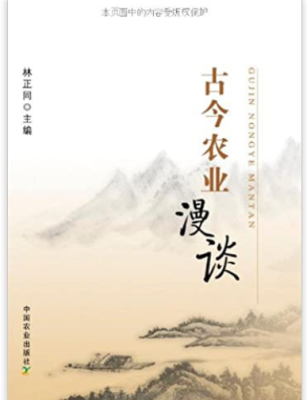 本页面中的内容受版权保护
林正同 主编
古今农业
漫谈
GUJIN NONGYE MANTAN
中国农业出版社